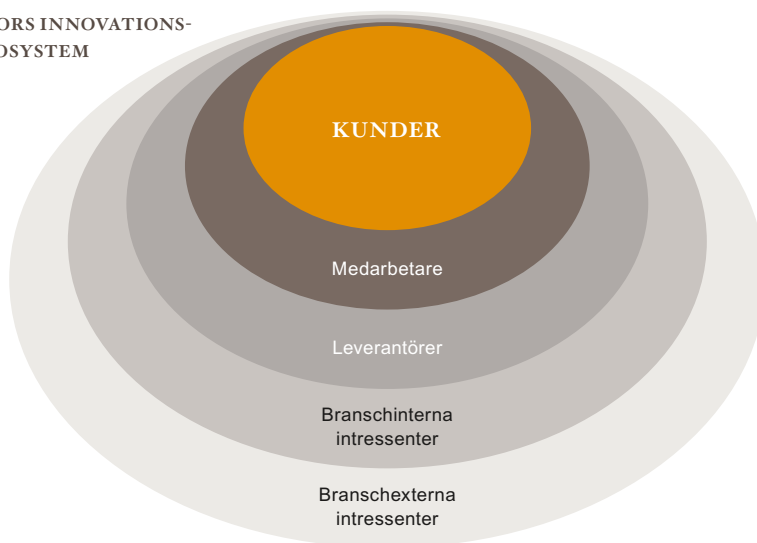 ORS INNOVATIONS-
OSYSTEM
KUNDER
Medarbetare
Leverantörer
Branschinterna
intressenter
Branschexterna
intressenter